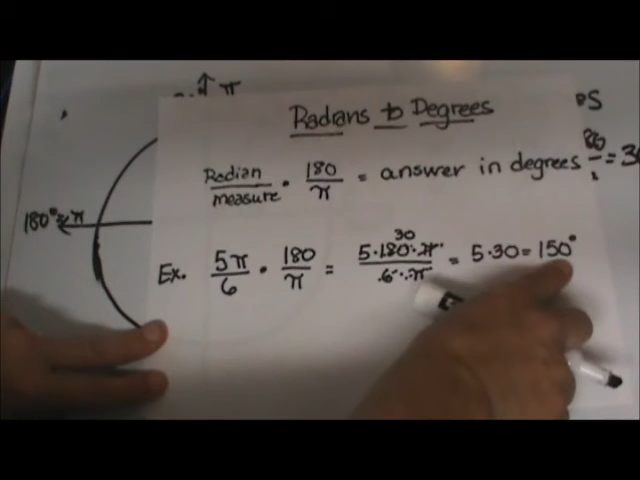 π
Radians to Degrees
Radian/measure · 180/π = answer in degrees
180° = π
Ex. 5π/6 · 180/π = 5·180·π/6·π = 5·30 = 150°
30